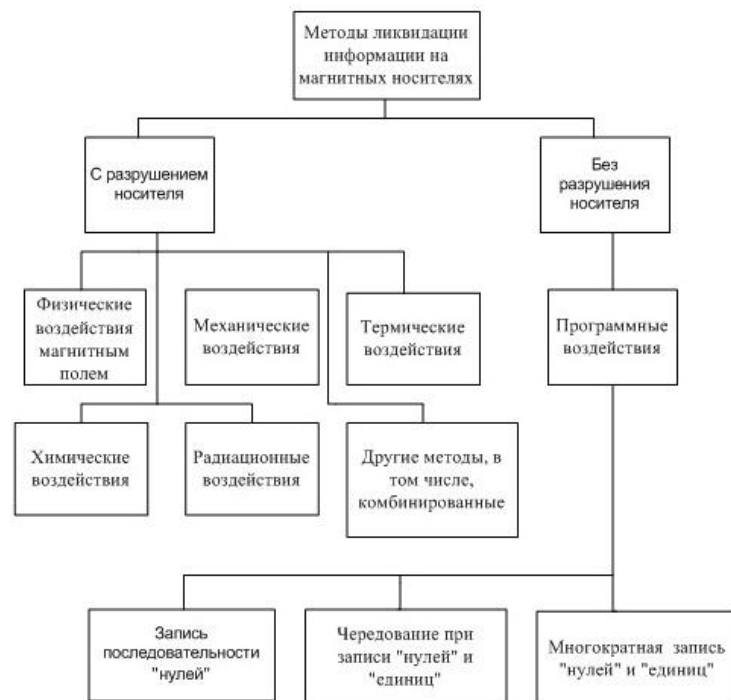 Методы ликвидации
информации на
магнитных носителях
С разрушением
носителя
Без
разрушения
носителя
Физические
воздействия
магнитным
полем
Механические
воздействия
Термические
воздействия
Программные
воздействия
Химические
воздействия
Радиационные
воздействия
Другие методы, в
том числе,
комбинированные
Запись
последовательности
"нулей"
Чередование при
записи "нулей" и
"единиц"
Многократная запись
"нулей" и "единиц"